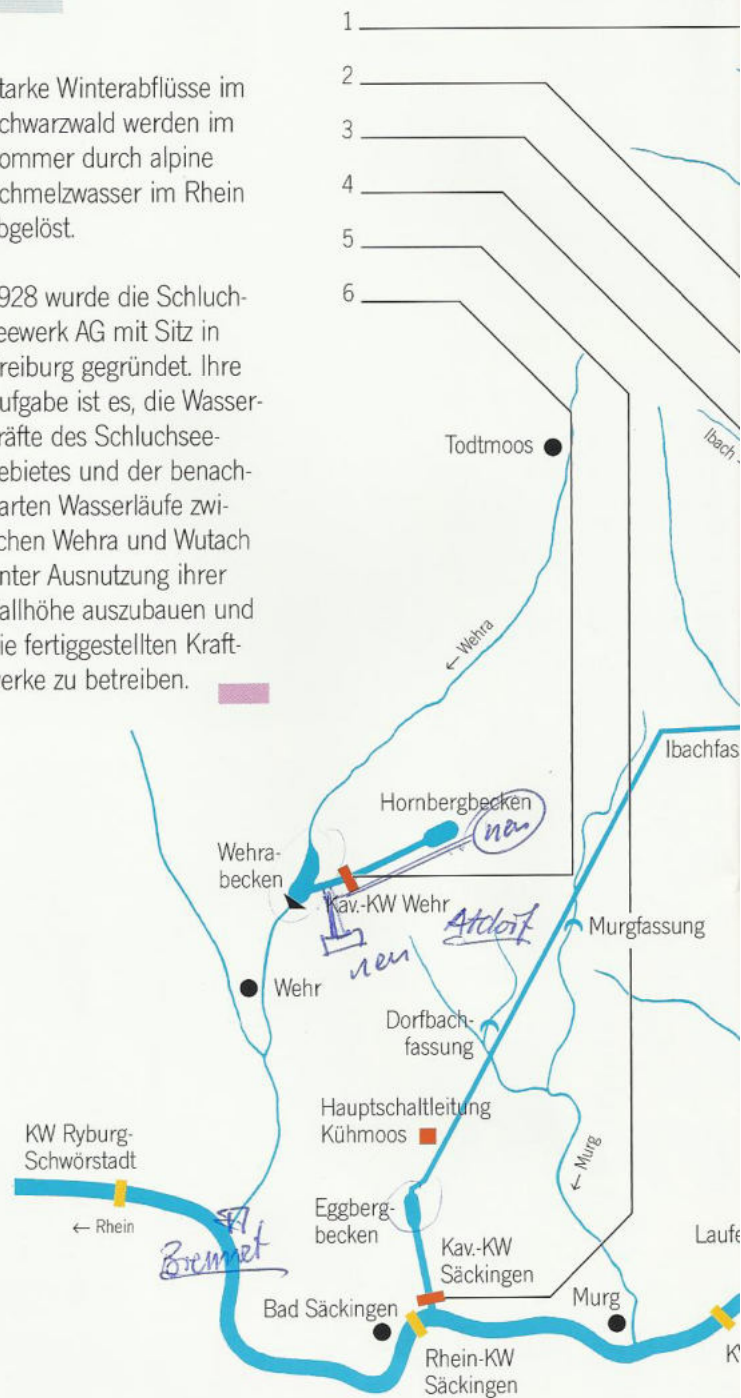 1
2
3
4
5
6
tarke Winterabflüsse im
chwarzwald werden im
ommer durch alpine
chmelzwasser im Rhein
bgelöst.
928 wurde die Schluch-
eewerk AG mit Sitz in
reiburg gegründet. Ihre
ufgabe ist es, die Wasser-
räfte des Schluchsee-
ebietes und der benach-
arten Wasserläufe zwi-
chen Wehra und Wutach
nter Ausnutzung ihrer
allhöhe auszubauen und
ie fertiggestellten Kraft-
erke zu betreiben.
Todtmoos
Ibach
← Wehra
Ibachfas
Hornbergbecken
neu
Wehra-
becken
Kav.-KW Wehr
Atdorf
neu
Murgfassung
Wehr
Dorfbach-
fassung
Hauptschaltleitung
Kühmoos
KW Ryburg-
Schwörstadt
← Murg
← Rhein
Brennet
Eggberg-
becken
Kav.-KW
Säckingen
Laufe
Bad Säckingen
Murg
Rhein-KW
Säckingen
KW